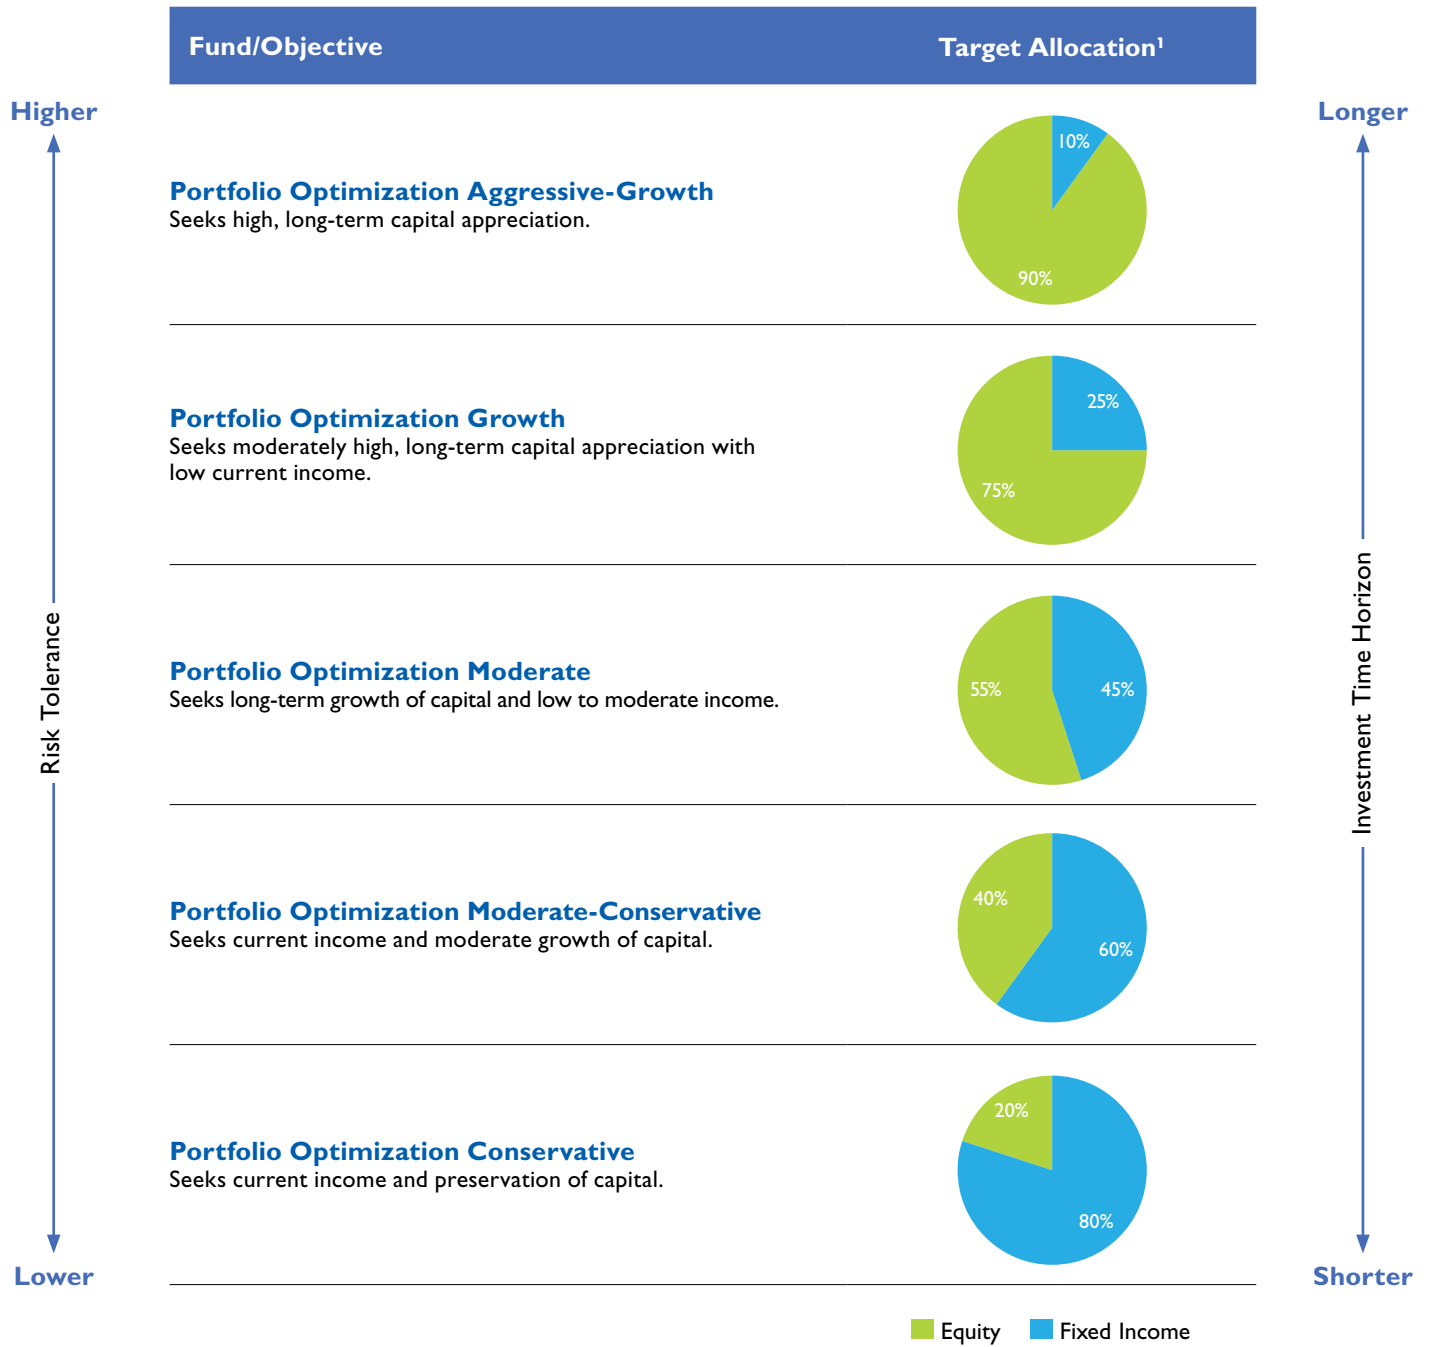 Fund/Objective Target Allocation¹
Higher
Longer
10%
Portfolio Optimization Aggressive-Growth
Seeks high, long-term capital appreciation.
90%
25%
Portfolio Optimization Growth
Seeks moderately high, long-term capital appreciation with
low current income.
75%
Risk Tolerance
Investment Time Horizon
Portfolio Optimization Moderate
Seeks long-term growth of capital and low to moderate income.
55% 45%
40%
Portfolio Optimization Moderate-Conservative
Seeks current income and moderate growth of capital.
60%
20%
Portfolio Optimization Conservative
Seeks current income and preservation of capital.
80%
Lower
Shorter
Equity Fixed Income